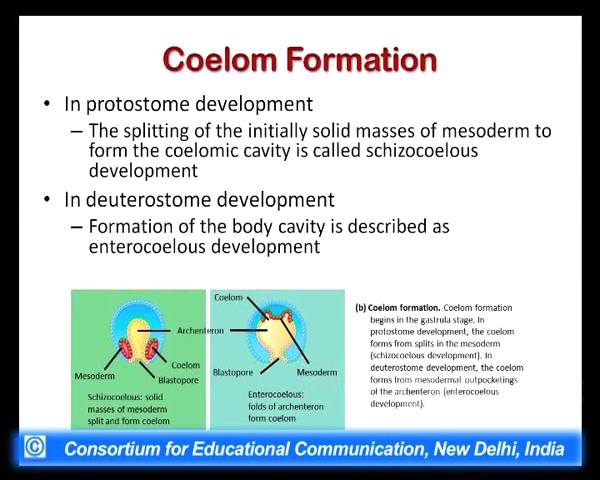 Coelom Formation
• In protostome development
– The splitting of the initially solid masses of mesoderm to
form the coelomic cavity is called schizocoelous
development
• In deuterostome development
– Formation of the body cavity is described as
enterocoelous development
Coelom
Archenteron
Coelom
Mesoderm
Blastopore
Schizocoelous: solid
masses of mesoderm
split and form coelom
Blastopore
Mesoderm
Enterocoelous:
folds of archenteron
form coelom
(b) Coelom formation. Coelom formation
begins in the gastrula stage. In
protostome development, the coelom
forms from splits in the mesoderm
(schizocoelous development). In
deuterostome development, the coelom
forms from mesodermal outpocketings
of the archenteron (enterocoelous
development).
© Consortium for Educational Communication, New Delhi, India